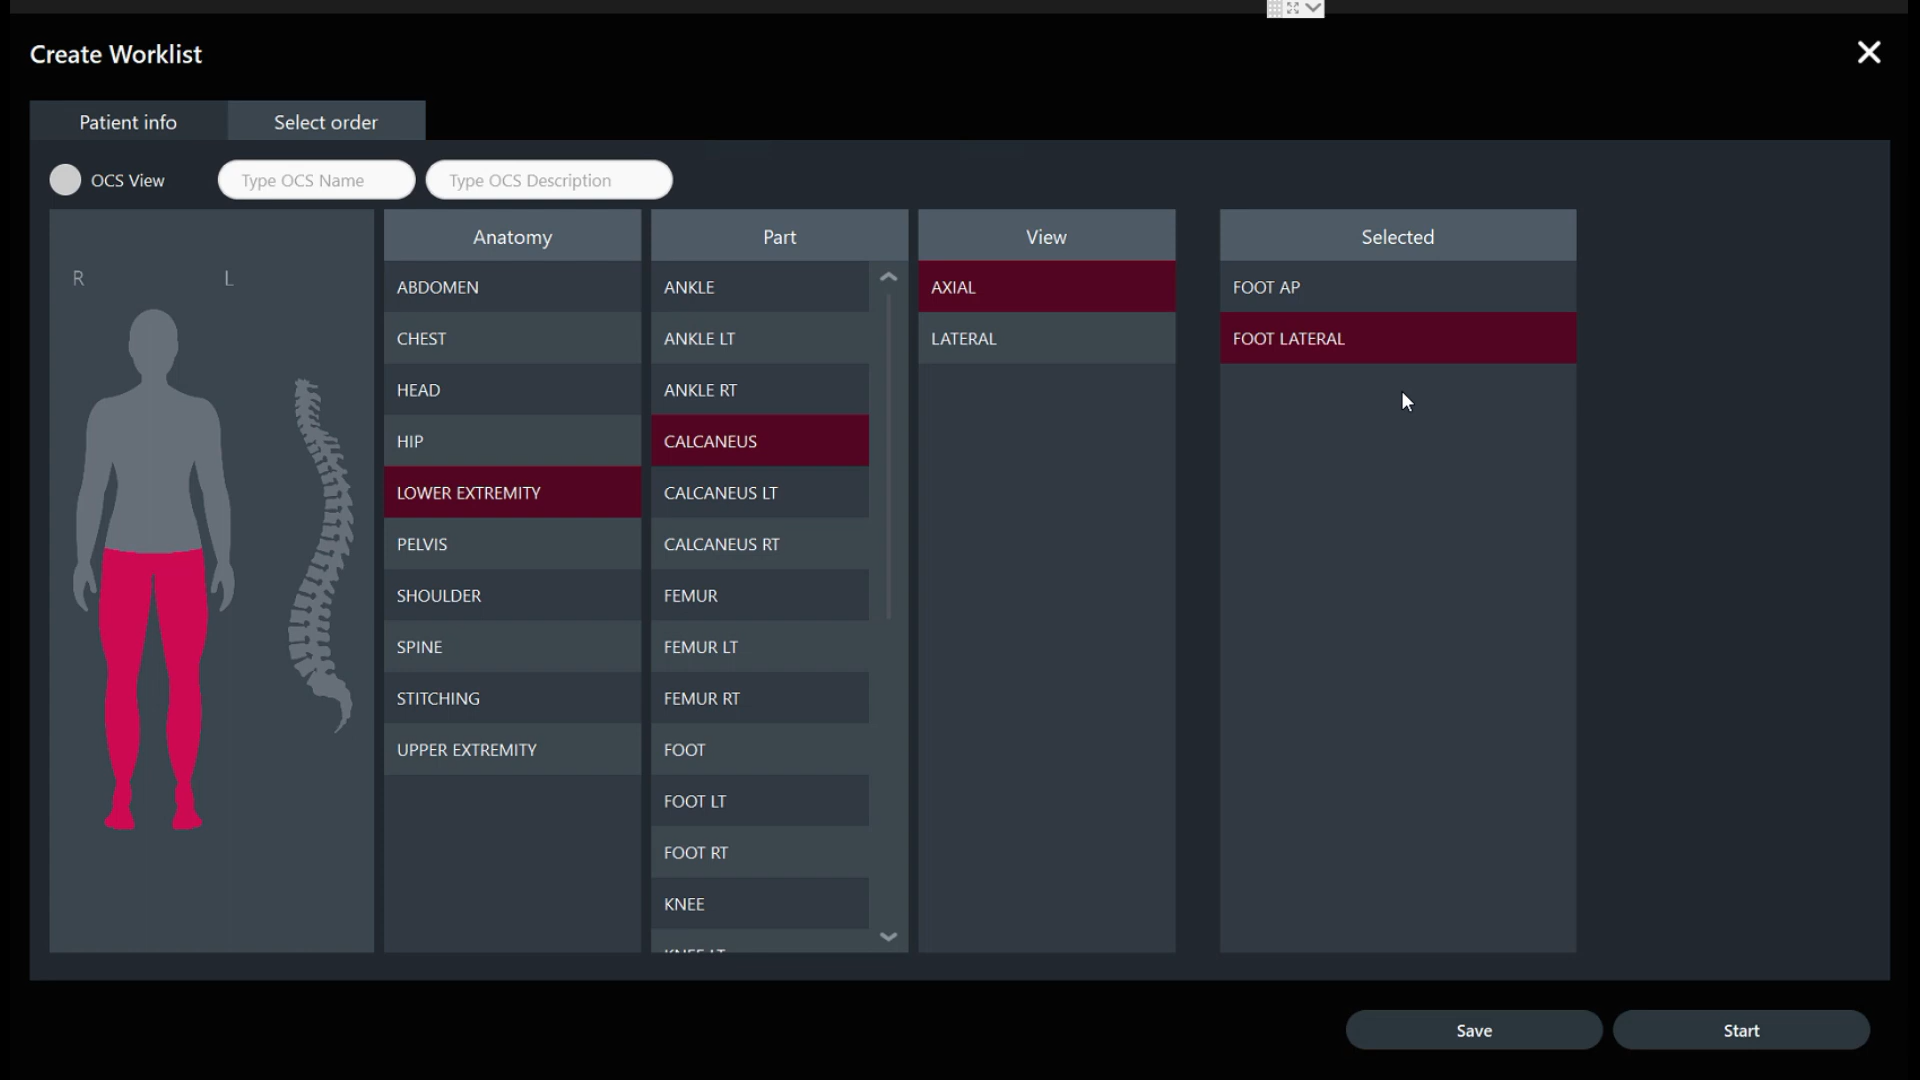 Create Worklist
Patient info
Select order
OCS View
Type OCS Name
Type OCS Description
R
L
Anatomy
ABDOMEN
CHEST
HEAD
HIP
LOWER EXTREMITY
PELVIS
SHOULDER
SPINE
STITCHING
UPPER EXTREMITY
Part
ANKLE
ANKLE LT
ANKLE RT
CALCANEUS
CALCANEUS LT
CALCANEUS RT
FEMUR
FEMUR LT
FEMUR RT
FOOT
FOOT LT
FOOT RT
KNEE
View
AXIAL
LATERAL
Selected
FOOT AP
FOOT LATERAL
Save
Start